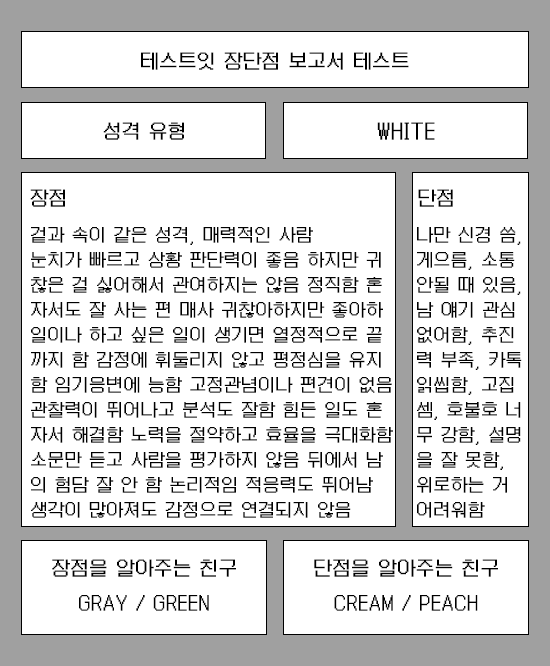 테스트잇 장단점 보고서 테스트
성격 유형
WHITE
장점
겉과 속이 같은 성격, 매력적인 사람
눈치가 빠르고 상황 판단력이 좋음 하지만 귀
찮은 걸 싫어해서 관여하지는 않음 정직함 혼
자서도 잘 사는 편 매사 귀찮아하지만 좋아하
일이나 하고 싶은 일이 생기면 열정적으로 끝
까지 함 감정에 휘둘리지 않고 평정심을 유지
함 임기응변에 능함 고정관념이나 편견이 없음
관찰력이 뛰어나고 분석도 잘함 힘든 일도 혼
자서 해결함 노력을 절약하고 효율을 극대화함
소문만 듣고 사람을 평가하지 않음 뒤에서 남
의 험담 잘 안 함 논리적임 적응력도 뛰어남
생각이 많아져도 감정으로 연결되지 않음
단점
나만 신경 씀,
게으름, 소통
안될 때 있음,
남 얘기 관심
없어함, 추진
력 부족, 카톡
읽씹함, 고집
셈, 호불호 너
무 강함, 설명
을 잘 못함,
위로하는 거
어려워함
장점을 알아주는 친구
GRAY / GREEN
단점을 알아주는 친구
CREAM / PEACH